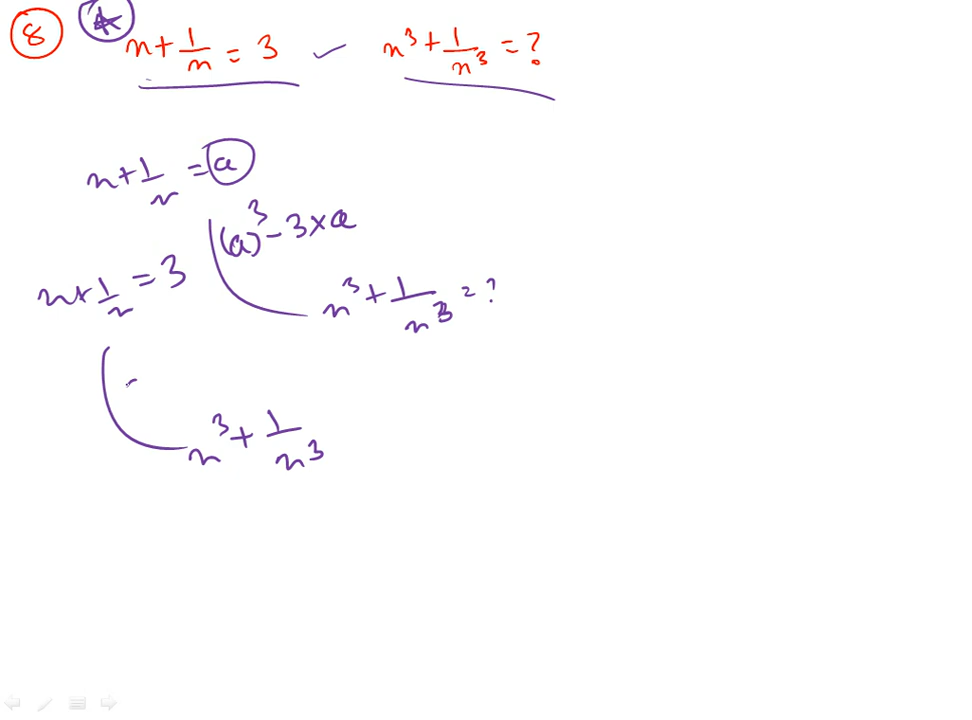 8 n + 1/n = 3 ✓ n³ + 1/n³ = ?
n + 1/n = a
(a)³ - 3 × a
n + 1/n = 3
n³ + 1/n³ = ?
n³ + 1/n³